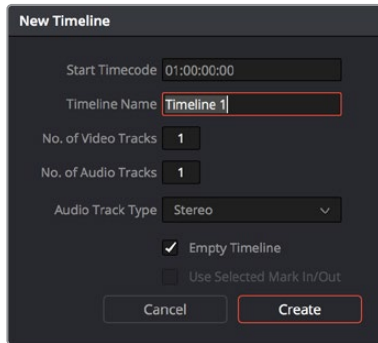 New Timeline
Start Timecode 01:00:00:00
Timeline Name Timeline 1
No. of Video Tracks 1
No. of Audio Tracks 1
Audio Track Type Stereo
Empty Timeline
Use Selected Mark In/Out
Cancel Create